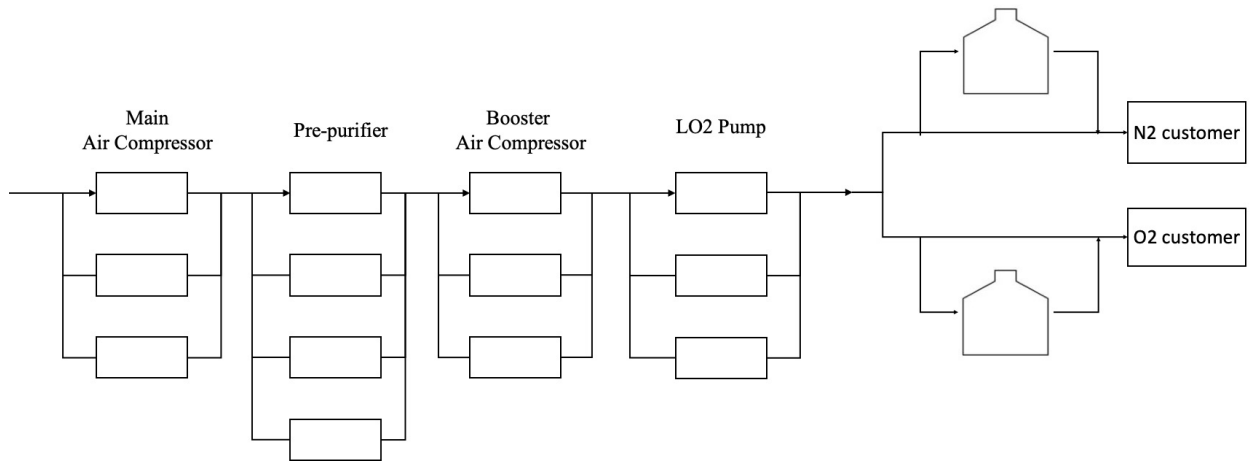 Main
Air Compressor
Pre-purifier
Booster
Air Compressor
LO2 Pump
N2 customer
O2 customer